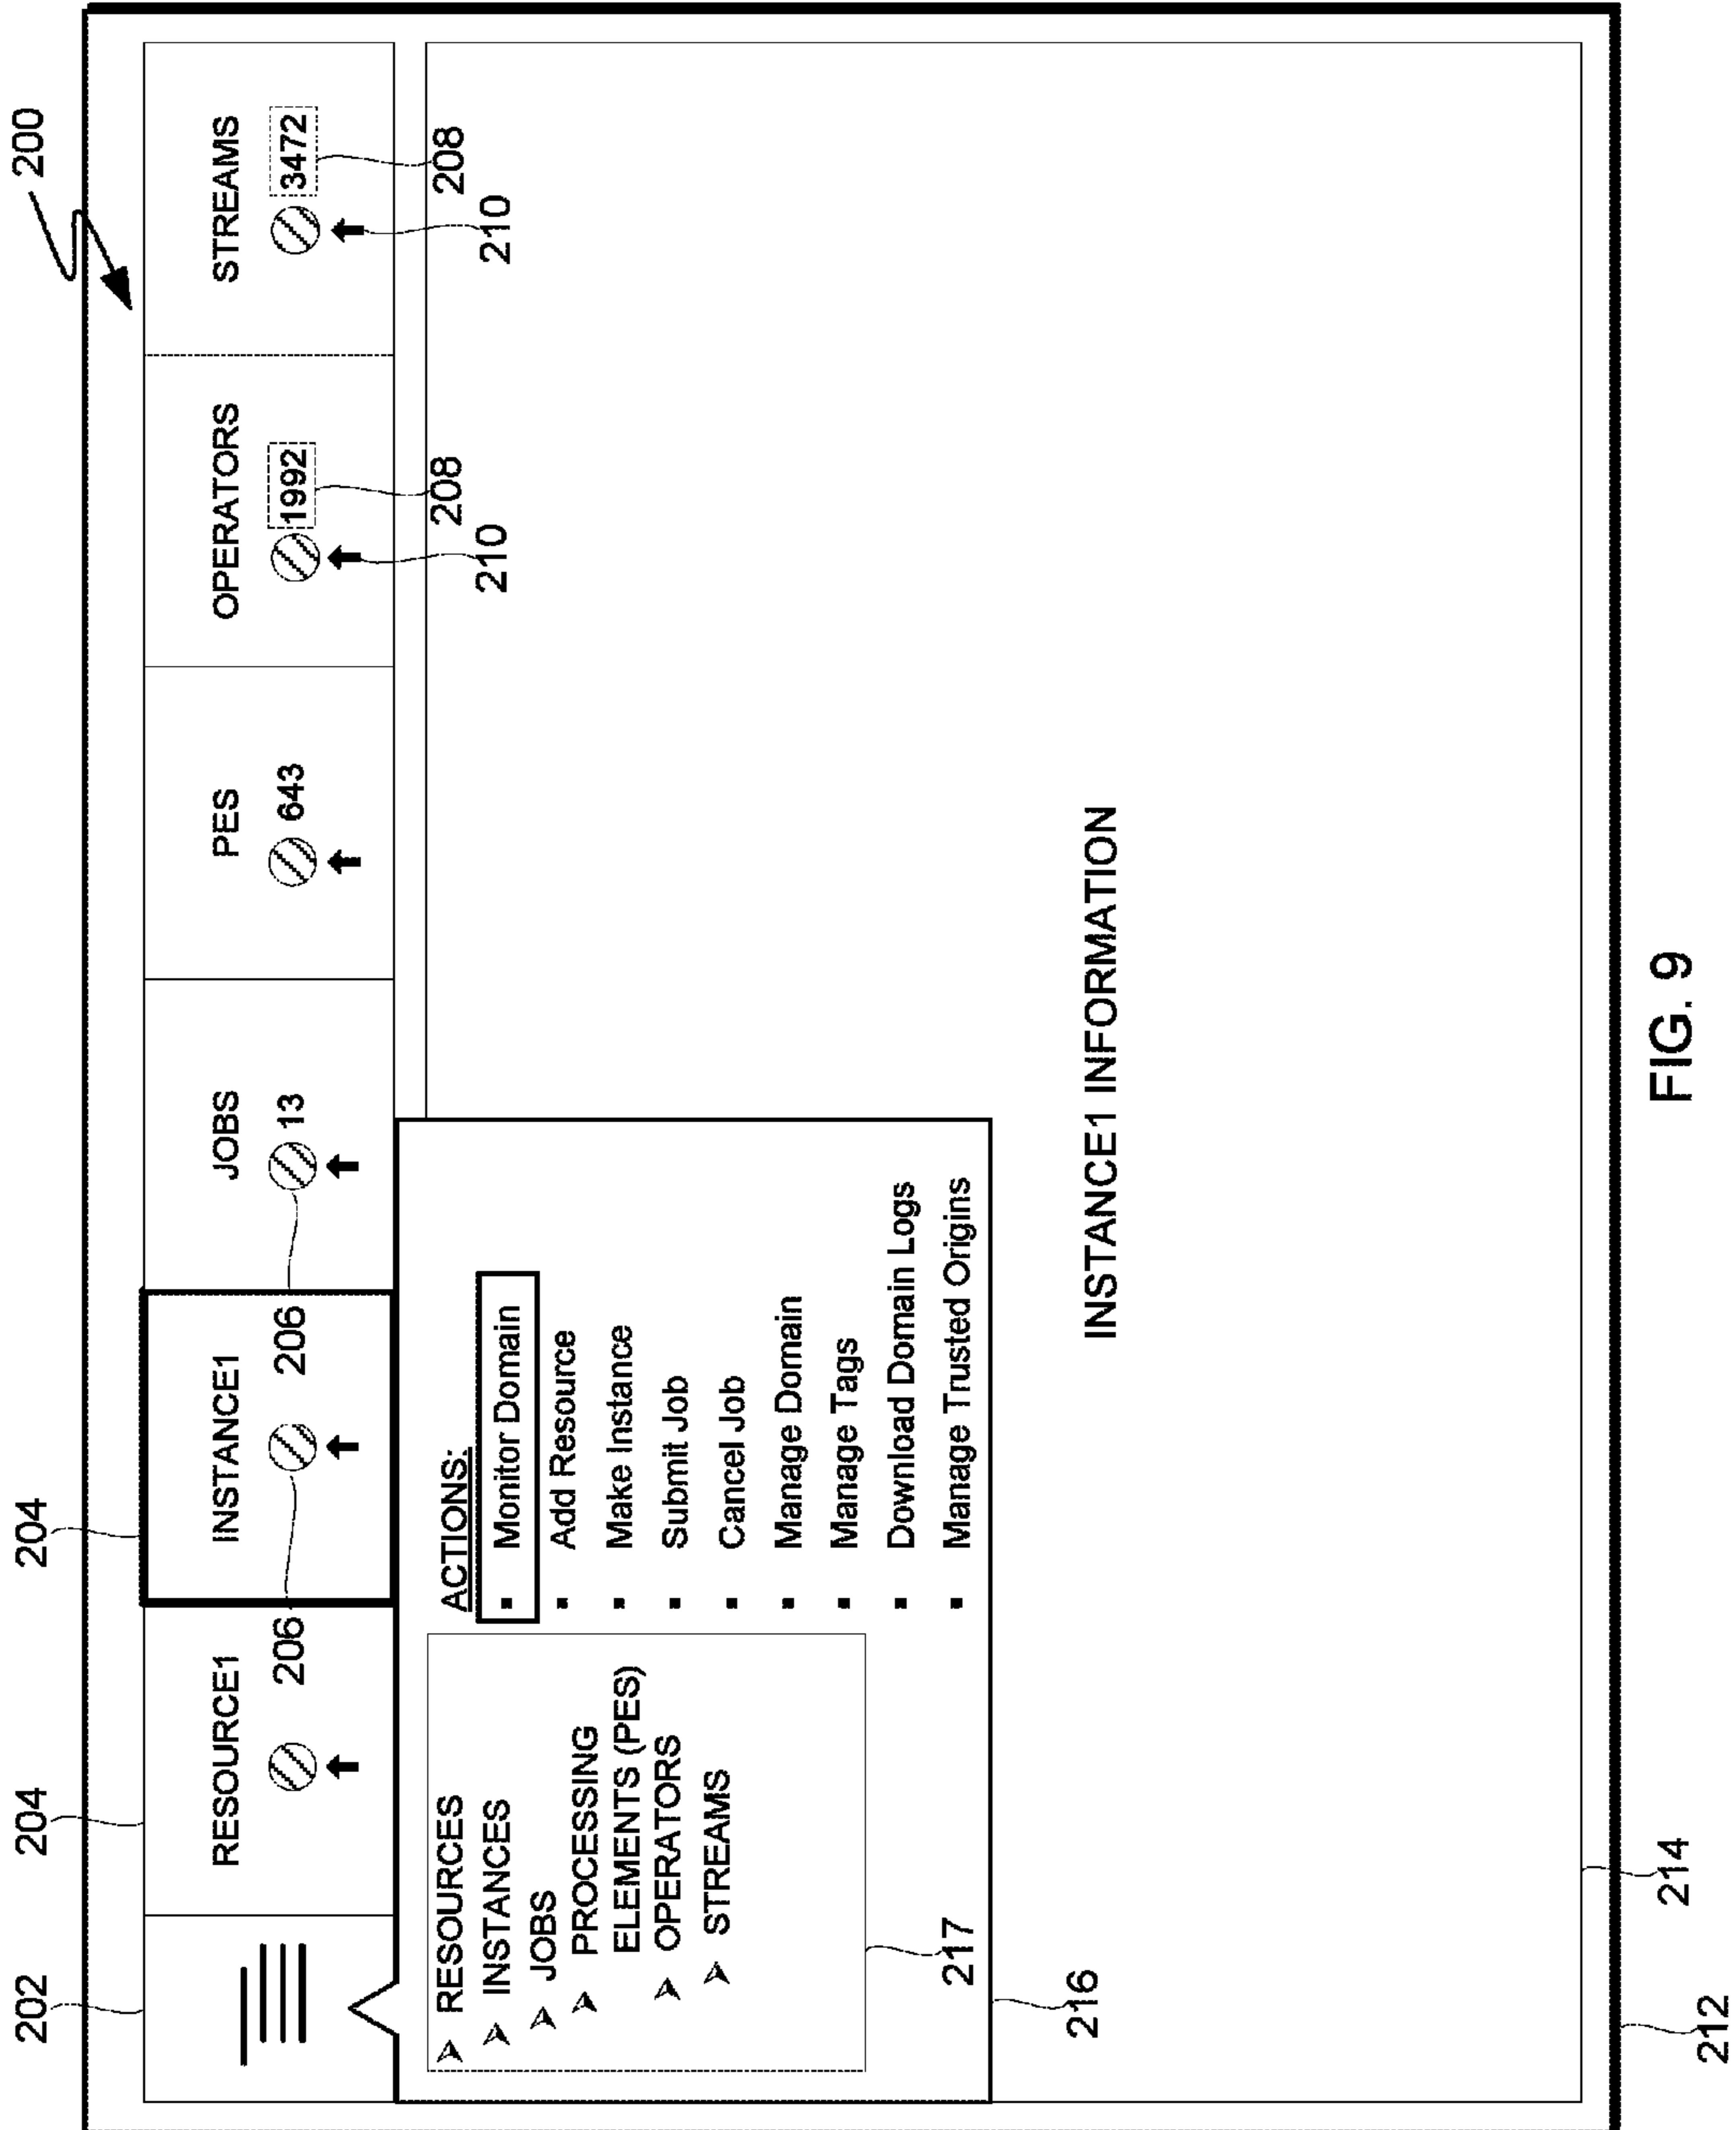 200
202
204
204
RESOURCE1
206
INSTANCE1
206
JOBS
13
PES
643
OPERATORS
1992
STREAMS
3472
208
210
208
210
RESOURCES
INSTANCES
JOBS
PROCESSING
ELEMENTS (PES)
OPERATORS
STREAMS
217
ACTIONS:
▪ Monitor Domain
▪ Add Resource
▪ Make Instance
▪ Submit Job
▪ Cancel Job
▪ Manage Domain
▪ Manage Tags
▪ Download Domain Logs
▪ Manage Trusted Origins
216
INSTANCE1 INFORMATION
214
212
FIG. 9